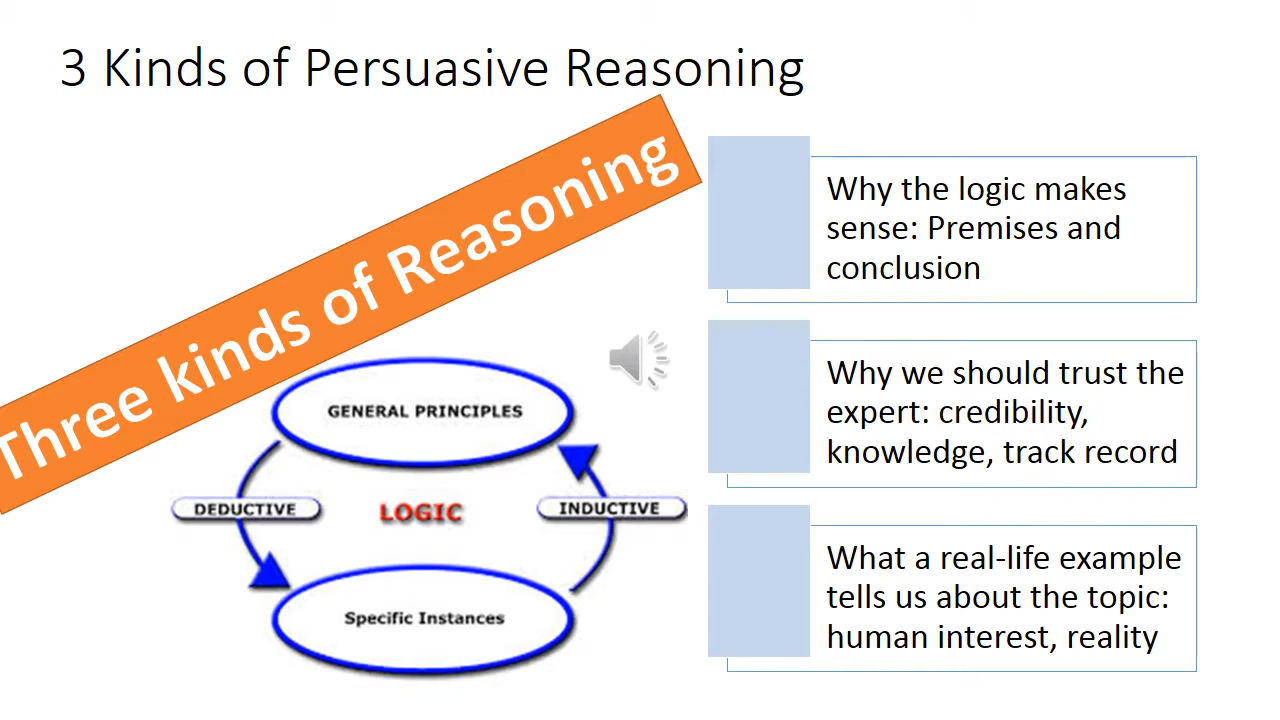 3 Kinds of Persuasive Reasoning
Three kinds of Reasoning
Why the logic makes
sense: Premises and
conclusion
Why we should trust the
expert: credibility,
knowledge, track record
What a real-life example
tells us about the topic:
human interest, reality
GENERAL PRINCIPLES
DEDUCTIVE
LOGIC
INDUCTIVE
Specific Instances